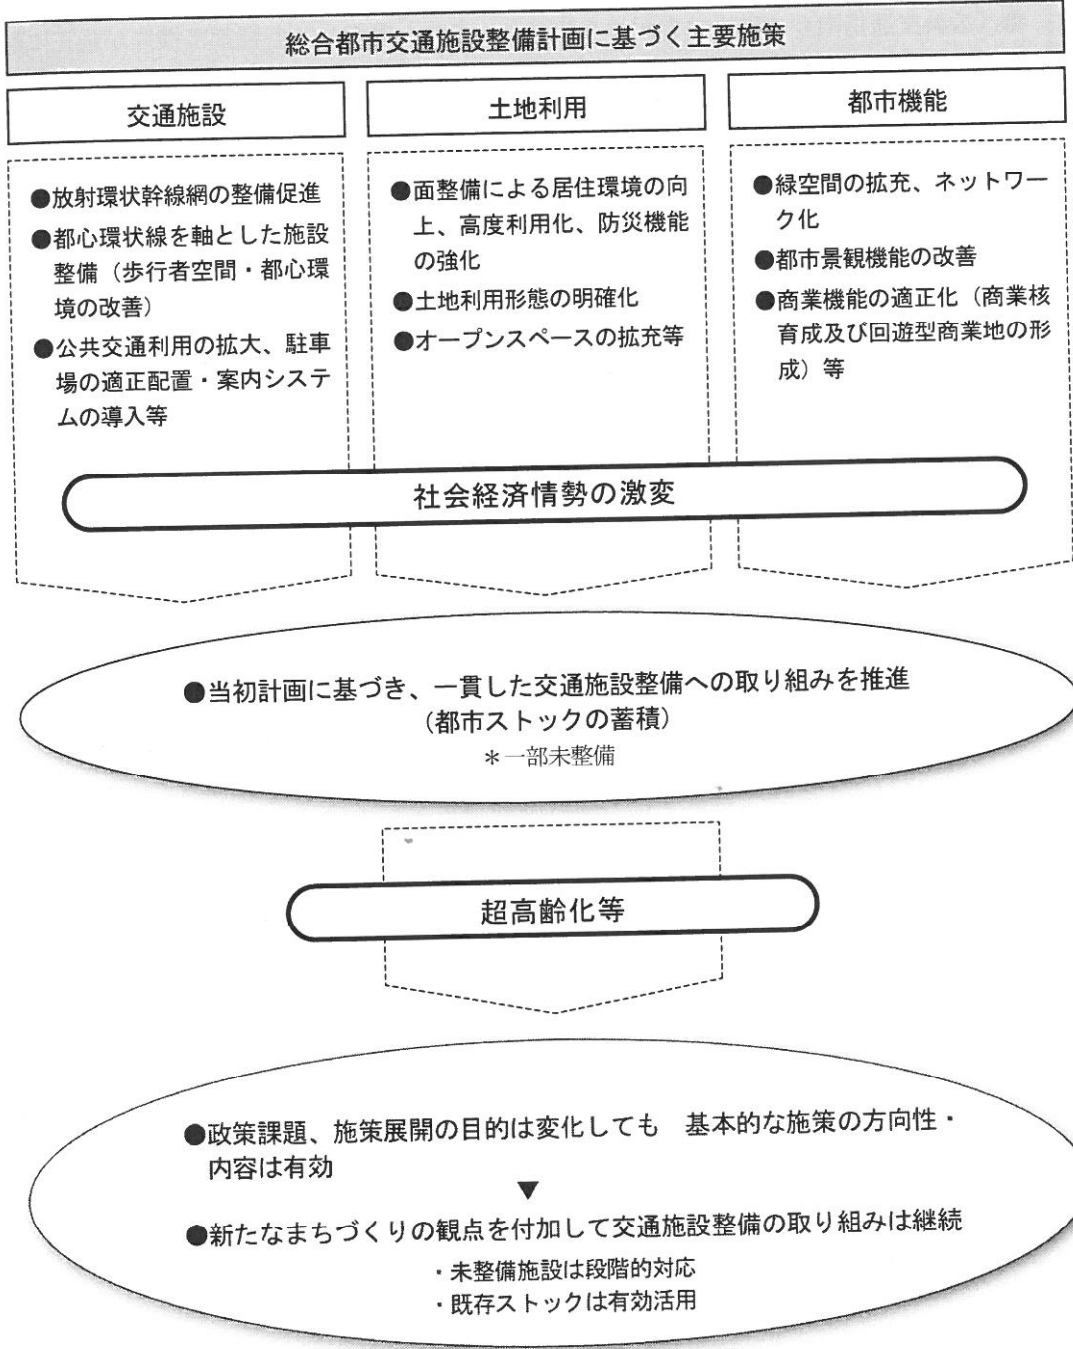 総合都市交通施設整備計画に基づく主要施策
交通施設
●放射環状幹線網の整備促進
●都心環状線を軸とした施設
整備（歩行者空間・都心環
境の改善）
●公共交通利用の拡大、駐車
場の適正配置・案内システ
ムの導入等
土地利用
●面整備による居住環境の向
上、高度利用化、防災機能
の強化
●土地利用形態の明確化
●オープンスペースの拡充等
都市機能
●緑空間の拡充、ネットワー
ク化
●都市景観機能の改善
●商業機能の適正化（商業核
育成及び回遊型商業地の形
成）等
社会経済情勢の激変
●当初計画に基づき、一貫した交通施設整備への取り組みを推進
（都市ストックの蓄積）
＊一部未整備
超高齢化等
●政策課題、施策展開の目的は変化しても　基本的な施策の方向性・
内容は有効
▼
●新たなまちづくりの観点を付加して交通施設整備の取り組みは継続
・未整備施設は段階的対応
・既存ストックは有効活用